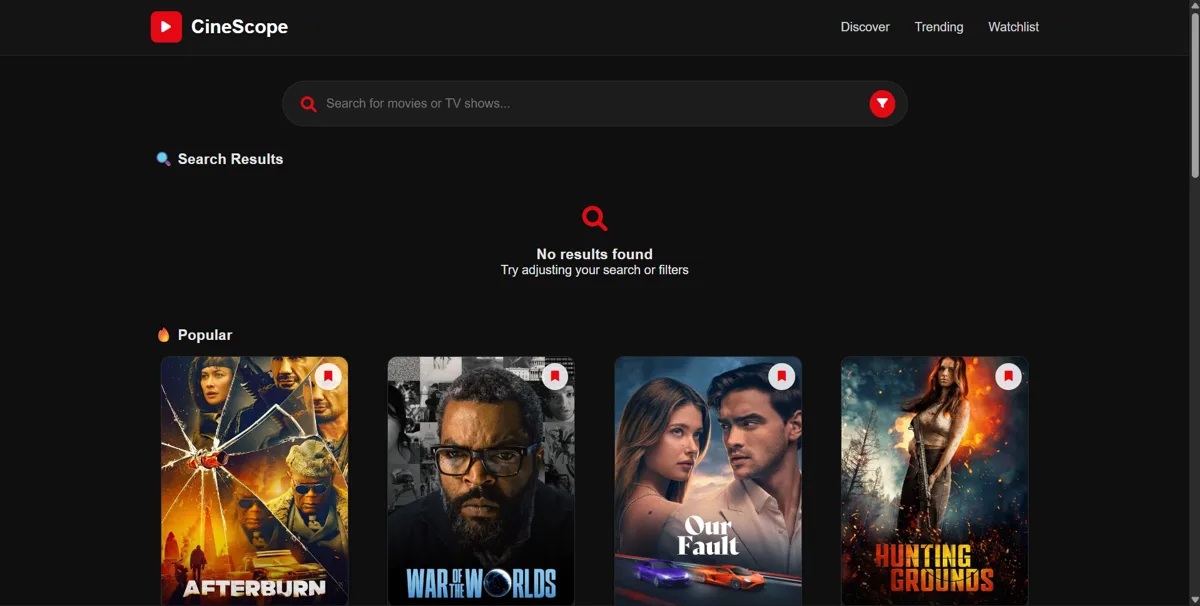 CineScope
Discover
Trending
Watchlist
Search for movies or TV shows...
Search Results
No results found
Try adjusting your search or filters
Popular
AFTERBURN
WAR OF THE WORLDS
Our
Fault
HUNTING
GROUNDS